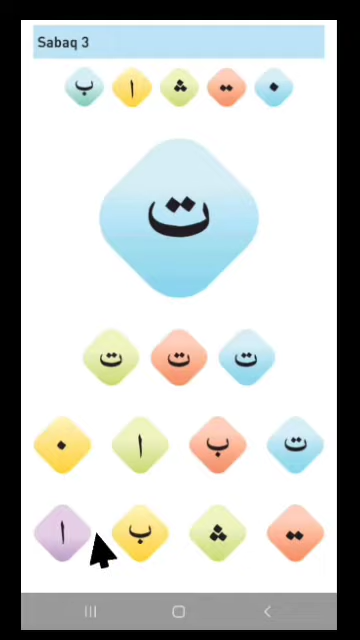 Sabaq 3
ا ب
ت
ت ت ت
ت ب ا
ب ا